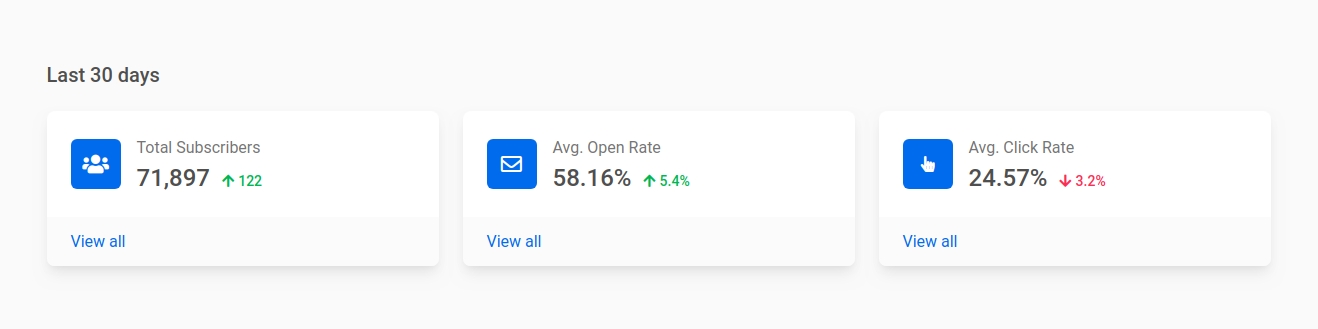 Last 30 days
Total Subscribers
71,897 122
View all
Avg. Open Rate
58.16% 5.4%
View all
Avg. Click Rate
24.57% 3.2%
View all